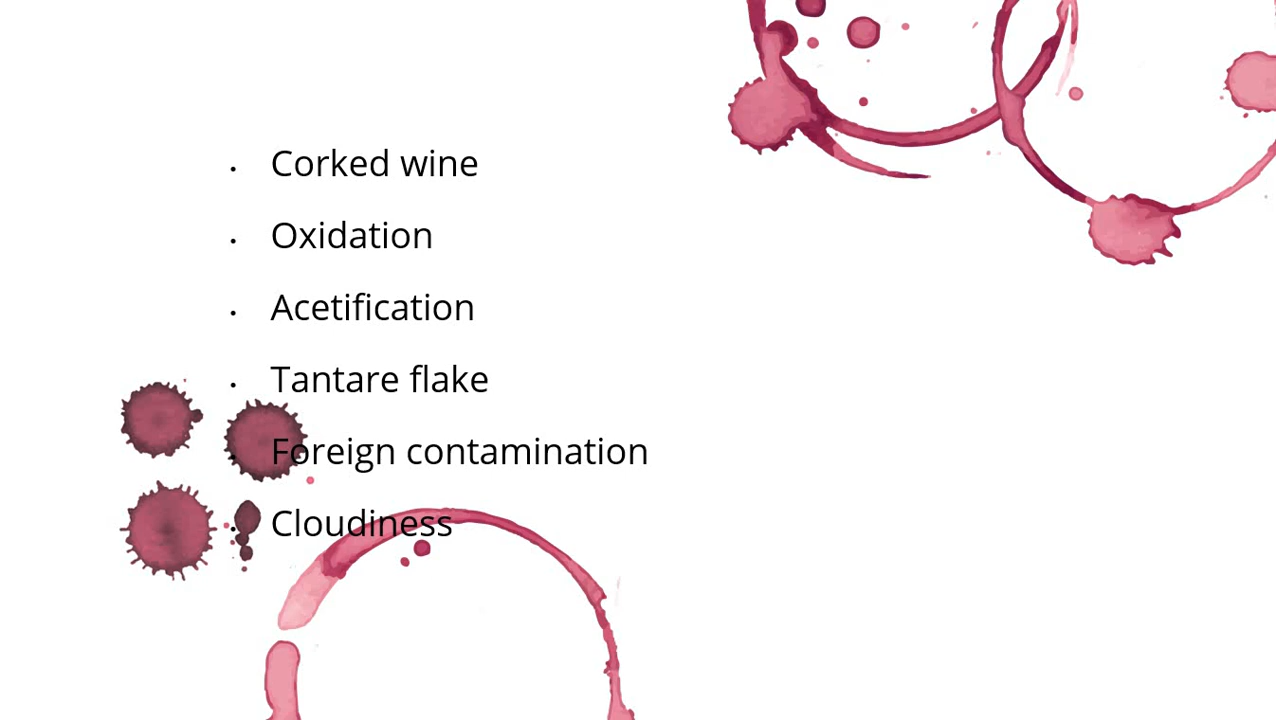 • Corked wine
• Oxidation
• Acetification
• Tantare flake
• Foreign contamination
• Cloudiness